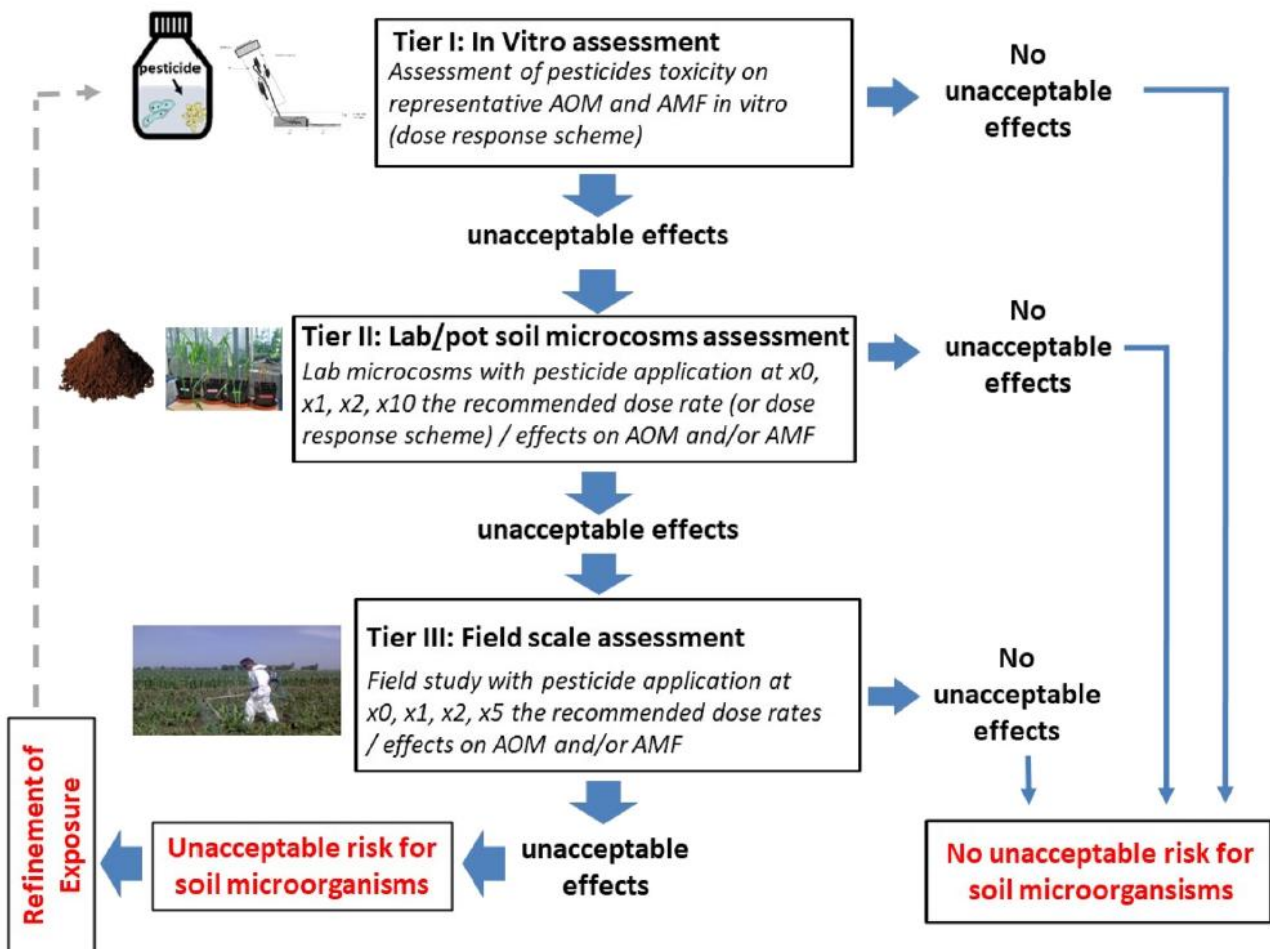 pesticide
Tier I: In Vitro assessment
Assessment of pesticides toxicity on
representative AOM and AMF in vitro
(dose response scheme)
No
unacceptable
effects
unacceptable effects
Tier II: Lab/pot soil microcosms assessment
Lab microcosms with pesticide application at x0,
x1, x2, x10 the recommended dose rate (or dose
response scheme) / effects on AOM and/or AMF
No
unacceptable
effects
unacceptable effects
Tier III: Field scale assessment
Field study with pesticide application at
x0, x1, x2, x5 the recommended dose rates
/ effects on AOM and/or AMF
No
unacceptable
effects
unacceptable
effects
Unacceptable risk for
soil microorganisms
Refinement of
Exposure
No unacceptable risk for
soil microorgansisms